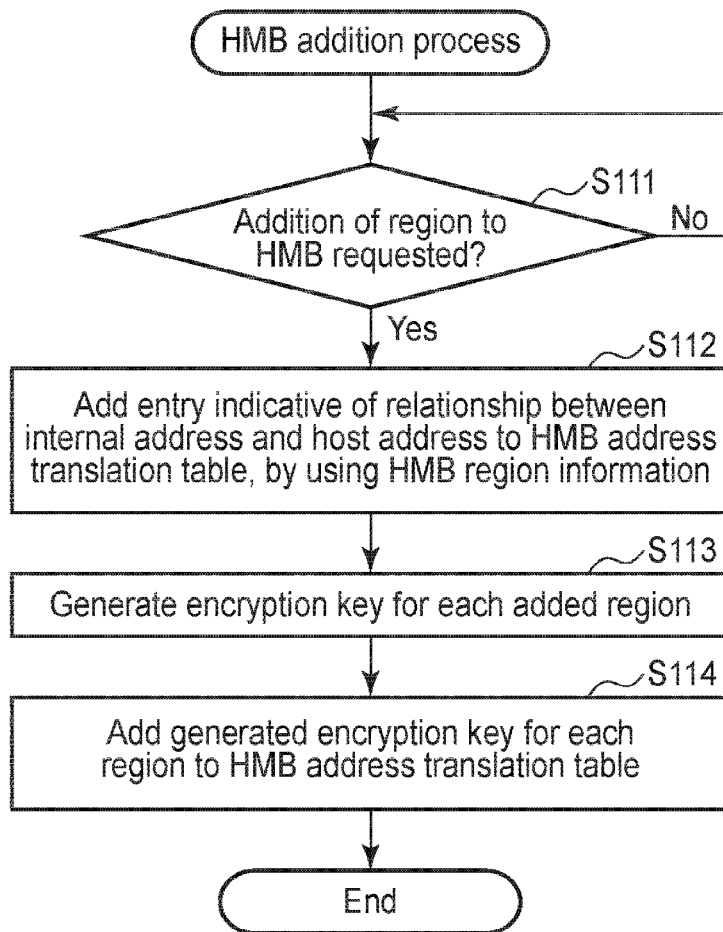 HMB addition process
S111
Addition of region to
HMB requested?
No
Yes
S112
Add entry indicative of relationship between
internal address and host address to HMB address
translation table, by using HMB region information
S113
Generate encryption key for each added region
S114
Add generated encryption key for each
region to HMB address translation table
End